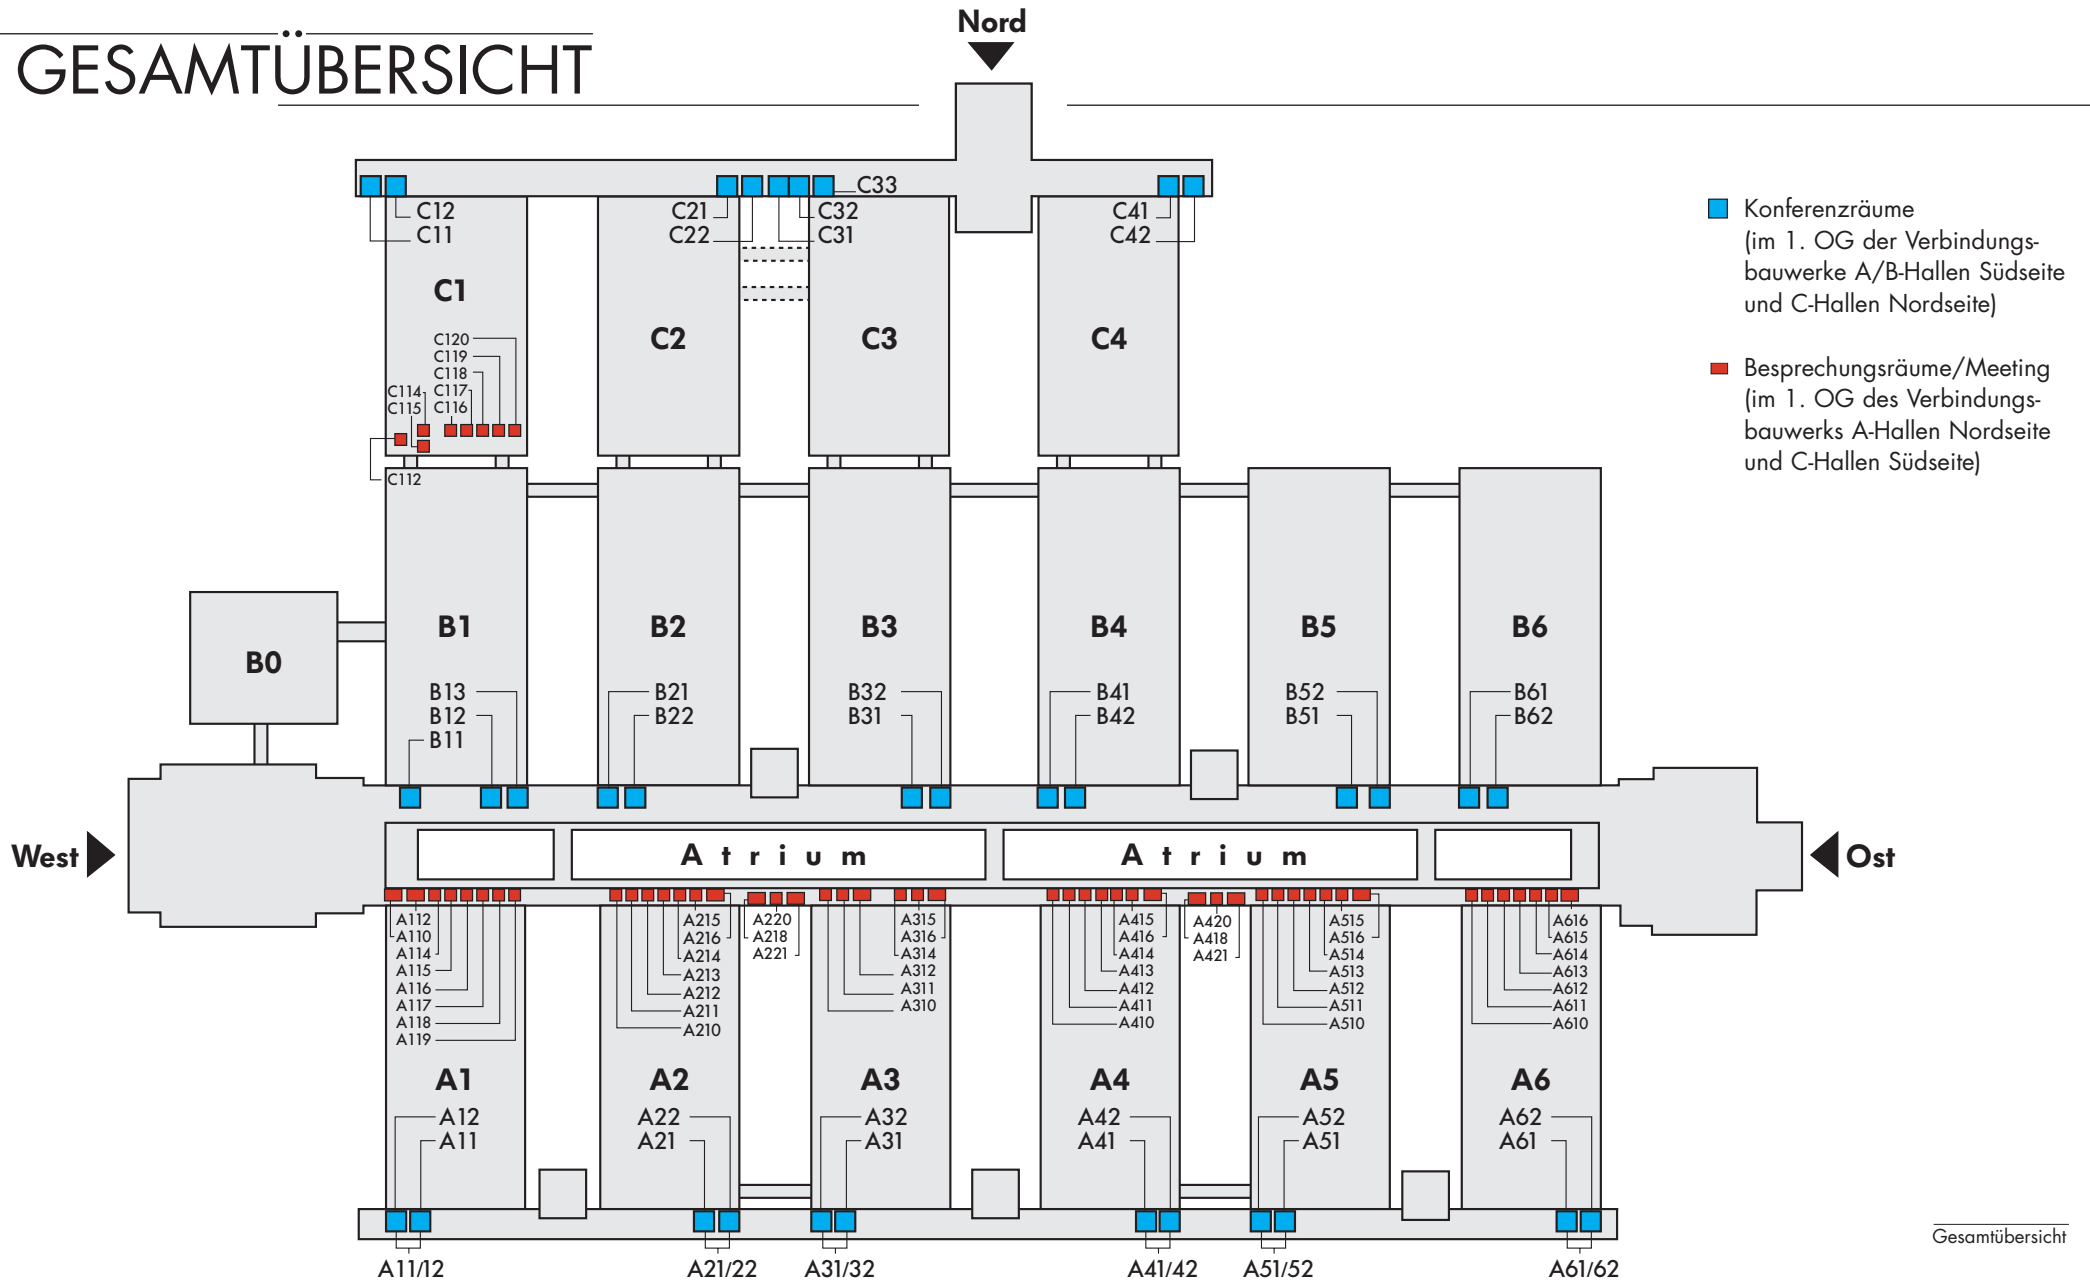 Nord
GESAMTÜBERSICHT
C33
C12
C11
C21
C22
C32
C31
C41
C42
Konferenzräume
(im 1. OG der Verbindungs-
bauwerke A/B-Hallen Südseite
und C-Hallen Nordseite)
Besprechungsräume/Meeting
(im 1. OG des Verbindungs-
bauwerks A-Hallen Nordseite
und C-Hallen Südseite)
C1
C2
C3
C4
C120
C119
C118
C117
C116
C114
C115
C112
B0
B1
B2
B3
B4
B5
B6
B13
B12
B11
B21
B22
B32
B31
B41
B42
B52
B51
B61
B62
West
Atrium
Atrium
Ost
A112
A110
A114
A115
A116
A117
A118
A119
A215
A216
A214
A213
A212
A211
A210
A220
A218
A221
A315
A316
A314
A312
A311
A310
A415
A416
A414
A413
A412
A411
A410
A420
A418
A421
A515
A516
A514
A513
A512
A511
A510
A616
A615
A614
A613
A612
A611
A610
A1
A2
A3
A4
A5
A6
A12
A11
A22
A21
A32
A31
A42
A41
A52
A51
A62
A61
A11/12
A21/22
A31/32
A41/42
A51/52
A61/62
Gesamtübersicht